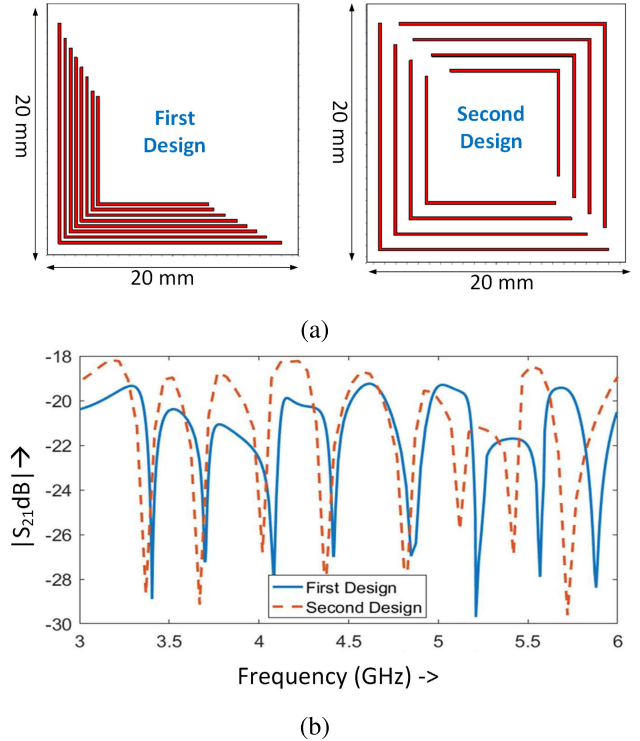 First
Design
20 mm
20 mm
Second
Design
20 mm
20 mm
(a)
-18
-20
-22
-24
-26
-28
-30
|S21dB| →
First Design
Second Design
3
3.5
4
4.5
5
5.5
6
Frequency (GHz) ->
(b)